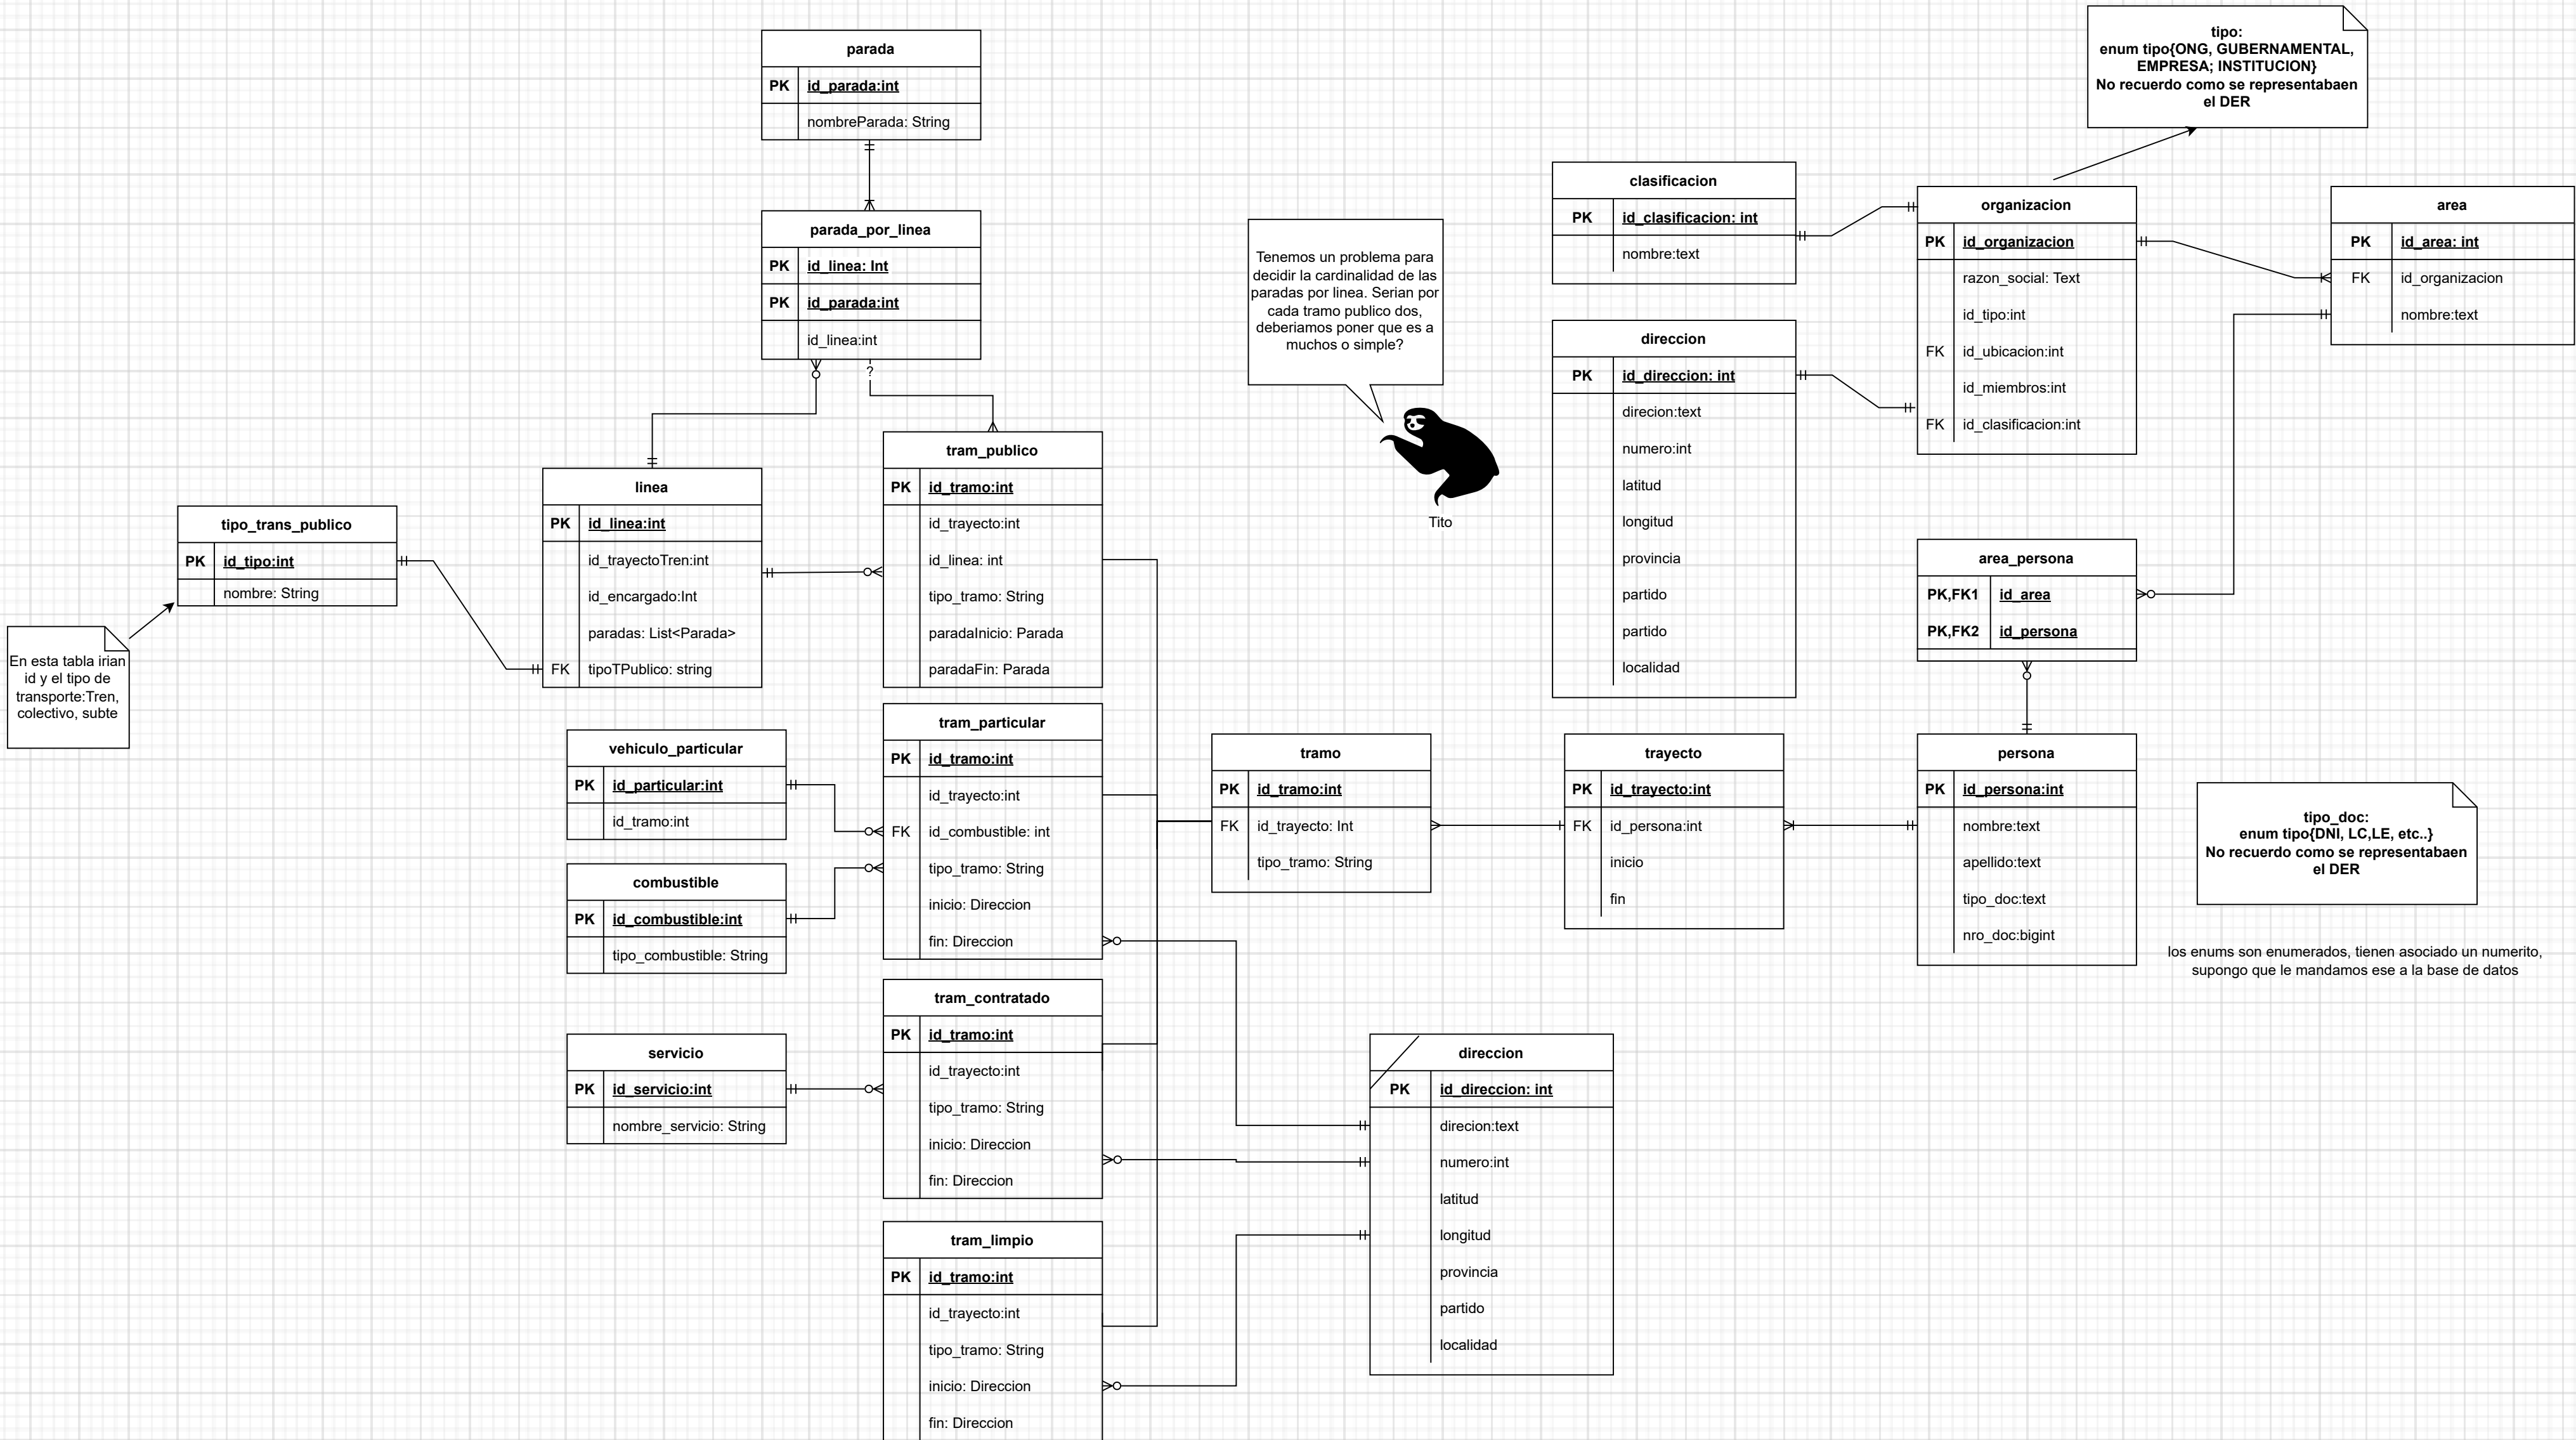 parada
PK id_parada:int
nombreParada: String
parada_por_linea
PK id_linea: Int
PK id_parada:int
id_linea:int
?
tipo_trans_publico
PK id_tipo:int
nombre: String
En esta tabla irian
id y el tipo de
transporte:Tren,
colectivo, subte
linea
PK id_linea:int
id_trayectoTren:int
id_encargado:Int
paradas: List<Parada>
FK tipoTPublico: string
tram_publico
PK id_tramo:int
id_trayecto:int
id_linea: int
tipo_tramo: String
paradaInicio: Parada
paradaFin: Parada
vehiculo_particular
PK id_particular:int
id_tramo:int
combustible
PK id_combustible:int
tipo_combustible: String
tram_particular
PK id_tramo:int
id_trayecto:int
FK id_combustible: int
tipo_tramo: String
inicio: Direccion
fin: Direccion
servicio
PK id_servicio:int
nombre_servicio: String
tram_contratado
PK id_tramo:int
id_trayecto:int
tipo_tramo: String
inicio: Direccion
fin: Direccion
tram_limpio
PK id_tramo:int
id_trayecto:int
tipo_tramo: String
inicio: Direccion
fin: Direccion
Tenemos un problema para
decidir la cardinalidad de las
paradas por linea. Serian por
cada tramo publico dos,
deberiamos poner que es a
muchos o simple?
Tito
tramo
PK id_tramo:int
FK id_trayecto: Int
tipo_tramo: String
trayecto
PK id_trayecto:int
FK id_persona:int
inicio
fin
direccion
PK id_direccion: int
direcion:text
numero:int
latitud
longitud
provincia
partido
localidad
clasificacion
PK id_clasificacion: int
nombre:text
direccion
PK id_direccion: int
direcion:text
numero:int
latitud
longitud
provincia
partido
partido
localidad
tipo:
enum tipo{ONG, GUBERNAMENTAL,
EMPRESA; INSTITUCION}
No recuerdo como se representabaen
el DER
organizacion
PK id_organizacion
razon_social: Text
id_tipo:int
FK id_ubicacion:int
id_miembros:int
FK id_clasificacion:int
area
PK id_area: int
FK id_organizacion
nombre:text
area_persona
PK,FK1 id_area
PK,FK2 id_persona
persona
PK id_persona:int
nombre:text
apellido:text
tipo_doc:text
nro_doc:bigint
tipo_doc:
enum tipo{DNI, LC,LE, etc..}
No recuerdo como se representabaen
el DER
los enums son enumerados, tienen asociado un numerito,
supongo que le mandamos ese a la base de datos